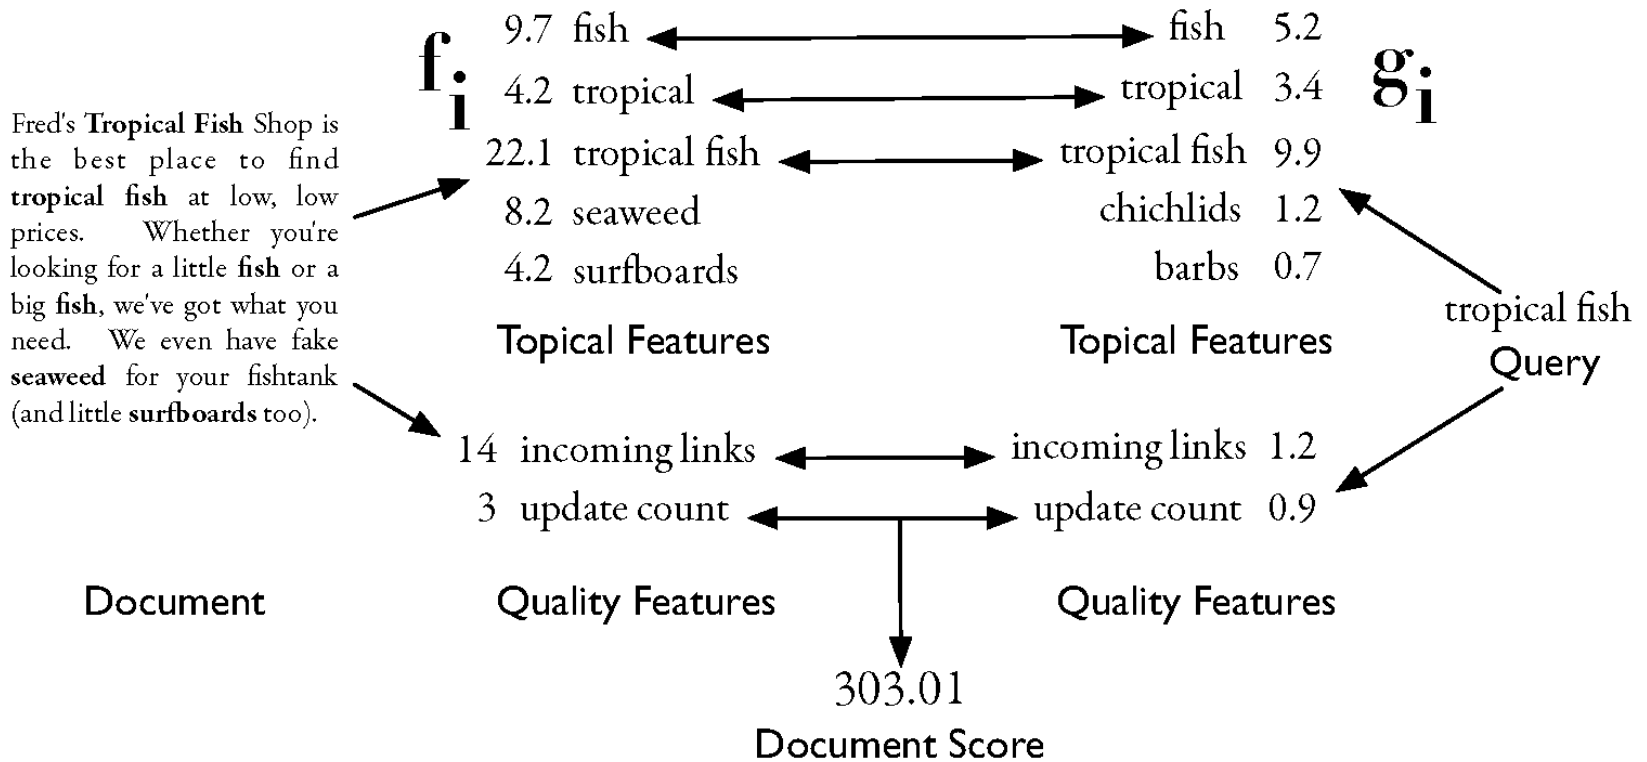 Fred's Tropical Fish Shop is
the best place to find
tropical fish at low, low
prices. Whether you're
looking for a little fish or a
big fish, we've got what you
need. We even have fake
seaweed for your fishtank
(and little surfboards too).
Document
fi
9.7 fish
4.2 tropical
22.1 tropical fish
8.2 seaweed
4.2 surfboards
Topical Features
14 incoming links
3 update count
Quality Features
gi
fish 5.2
tropical 3.4
tropical fish 9.9
chichlids 1.2
barbs 0.7
Topical Features
incoming links 1.2
update count 0.9
Quality Features
tropical fish
Query
303.01
Document Score